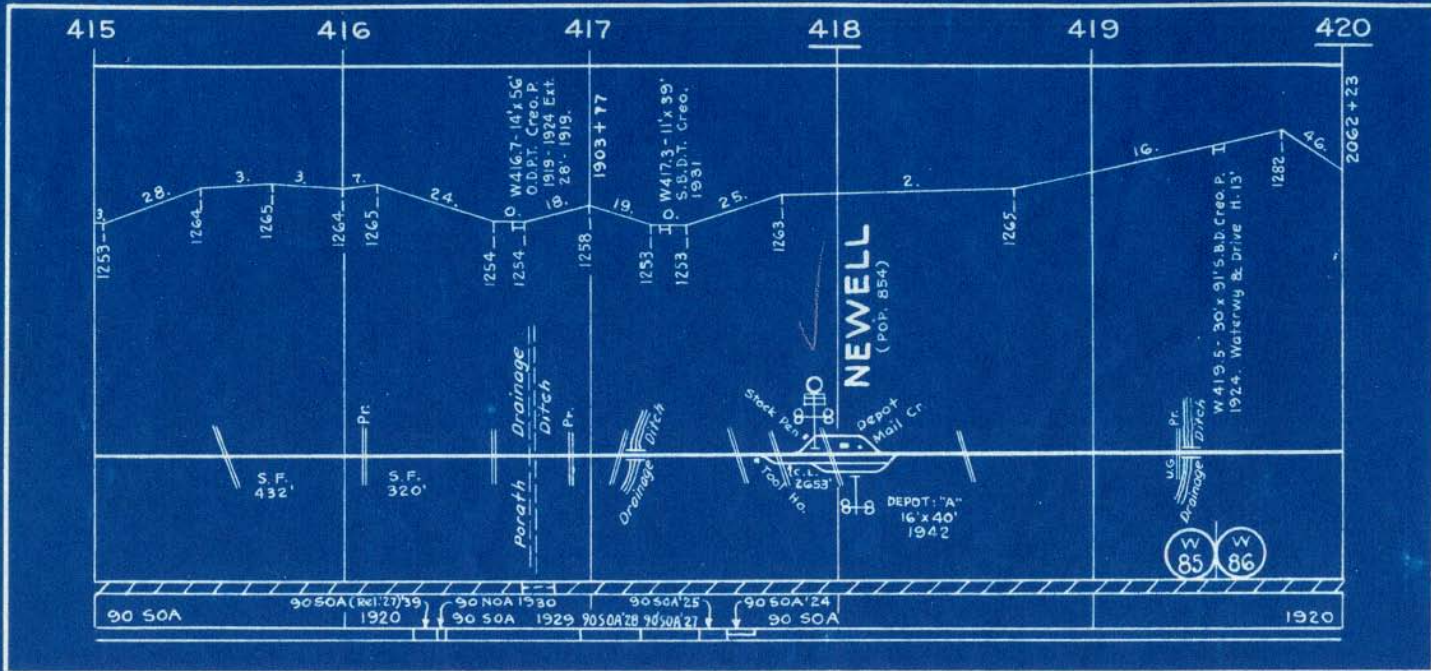 415 416 417 418 419 420
W416.7-14'x56'
O.D.P.T. Creo. P.
1919-1924 Ext.
28'-1919.
1903+77
W417.3-11'x39'
S.B.D.T. Creo.
1931
2062+23
3 28. 3. 3. 7. 24. 18. 19. 25. 2. 16. 46.
1253 1264 1265 1264 1265 1254 1254 1258 1253 1253 1263 1265 1282
NEWELL
(POP. 854)
W419.5-30'x91' S.B.D. Creo. P.
1924. Waterwy & Drive H.13'
Pr.
Porath Drainage
Ditch
Pr.
Drainage Ditch
Stock Pen
Depot
Mail Cr.
Tool Ho.
C.L.
2653'
S.F.
432'
S.F.
320'
DEPOT: "A"
16'x40'
1942
U.G. Pr.
Drainage Ditch
W
85
W
86
90 SOA
90 SOA (Rel.'27)'39
1920
90 NOA 1930
90 SOA 1929
90 SOA'28
90 SOA'27
90 SOA'25
90 SOA'24
90 SOA
1920